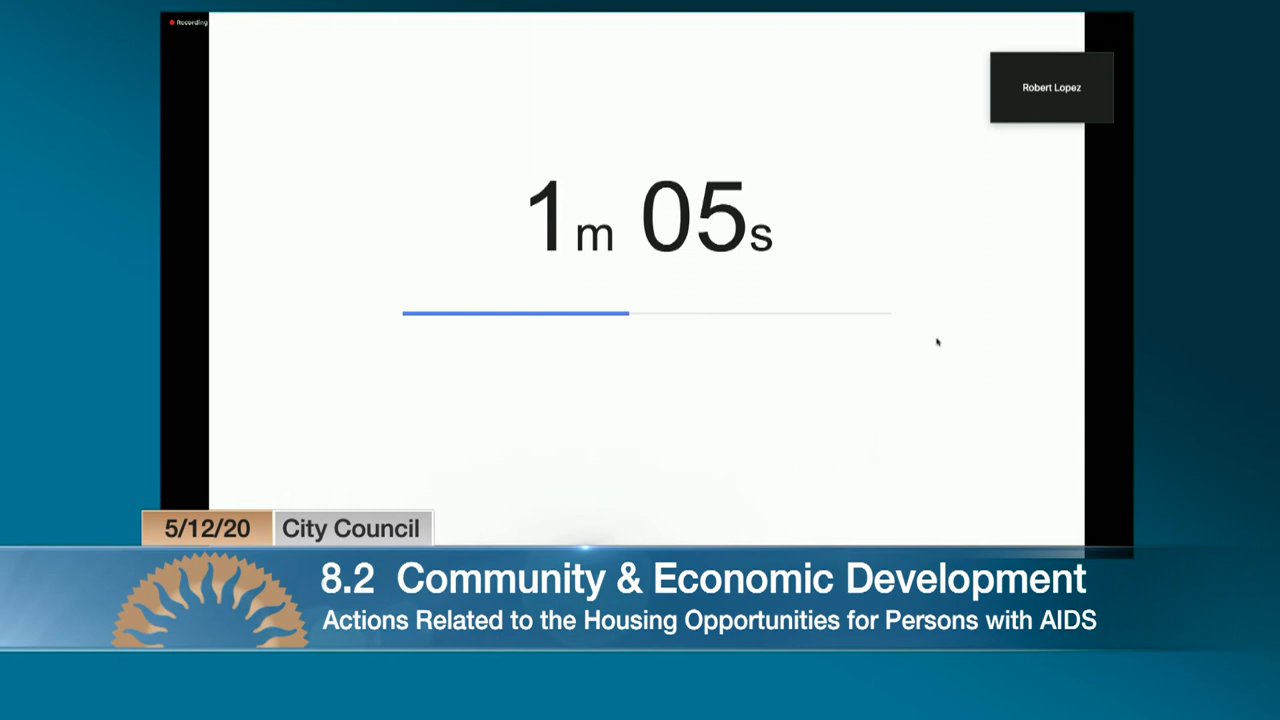 Recording
Robert Lopez
1m 05s
5/12/20 City Council
8.2 Community & Economic Development
Actions Related to the Housing Opportunities for Persons with AIDS